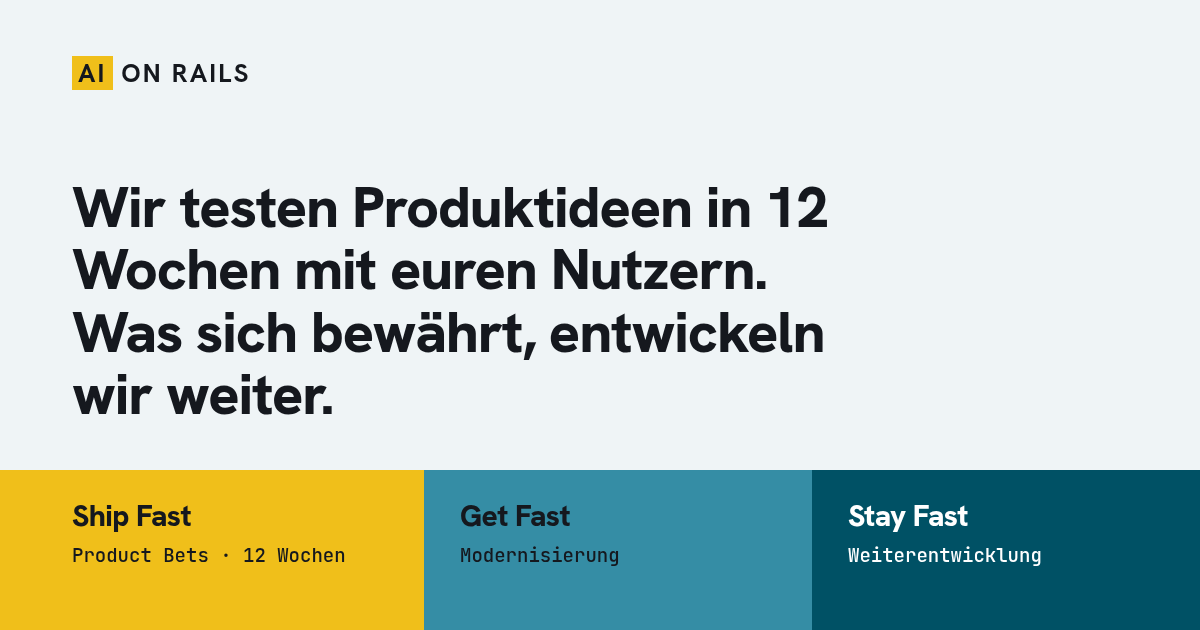 AI ON RAILS
Wir testen Produktideen in 12
Wochen mit euren Nutzern.
Was sich bewährt, entwickeln
wir weiter.
Ship Fast
Product Bets · 12 Wochen
Get Fast
Modernisierung
Stay Fast
Weiterentwicklung